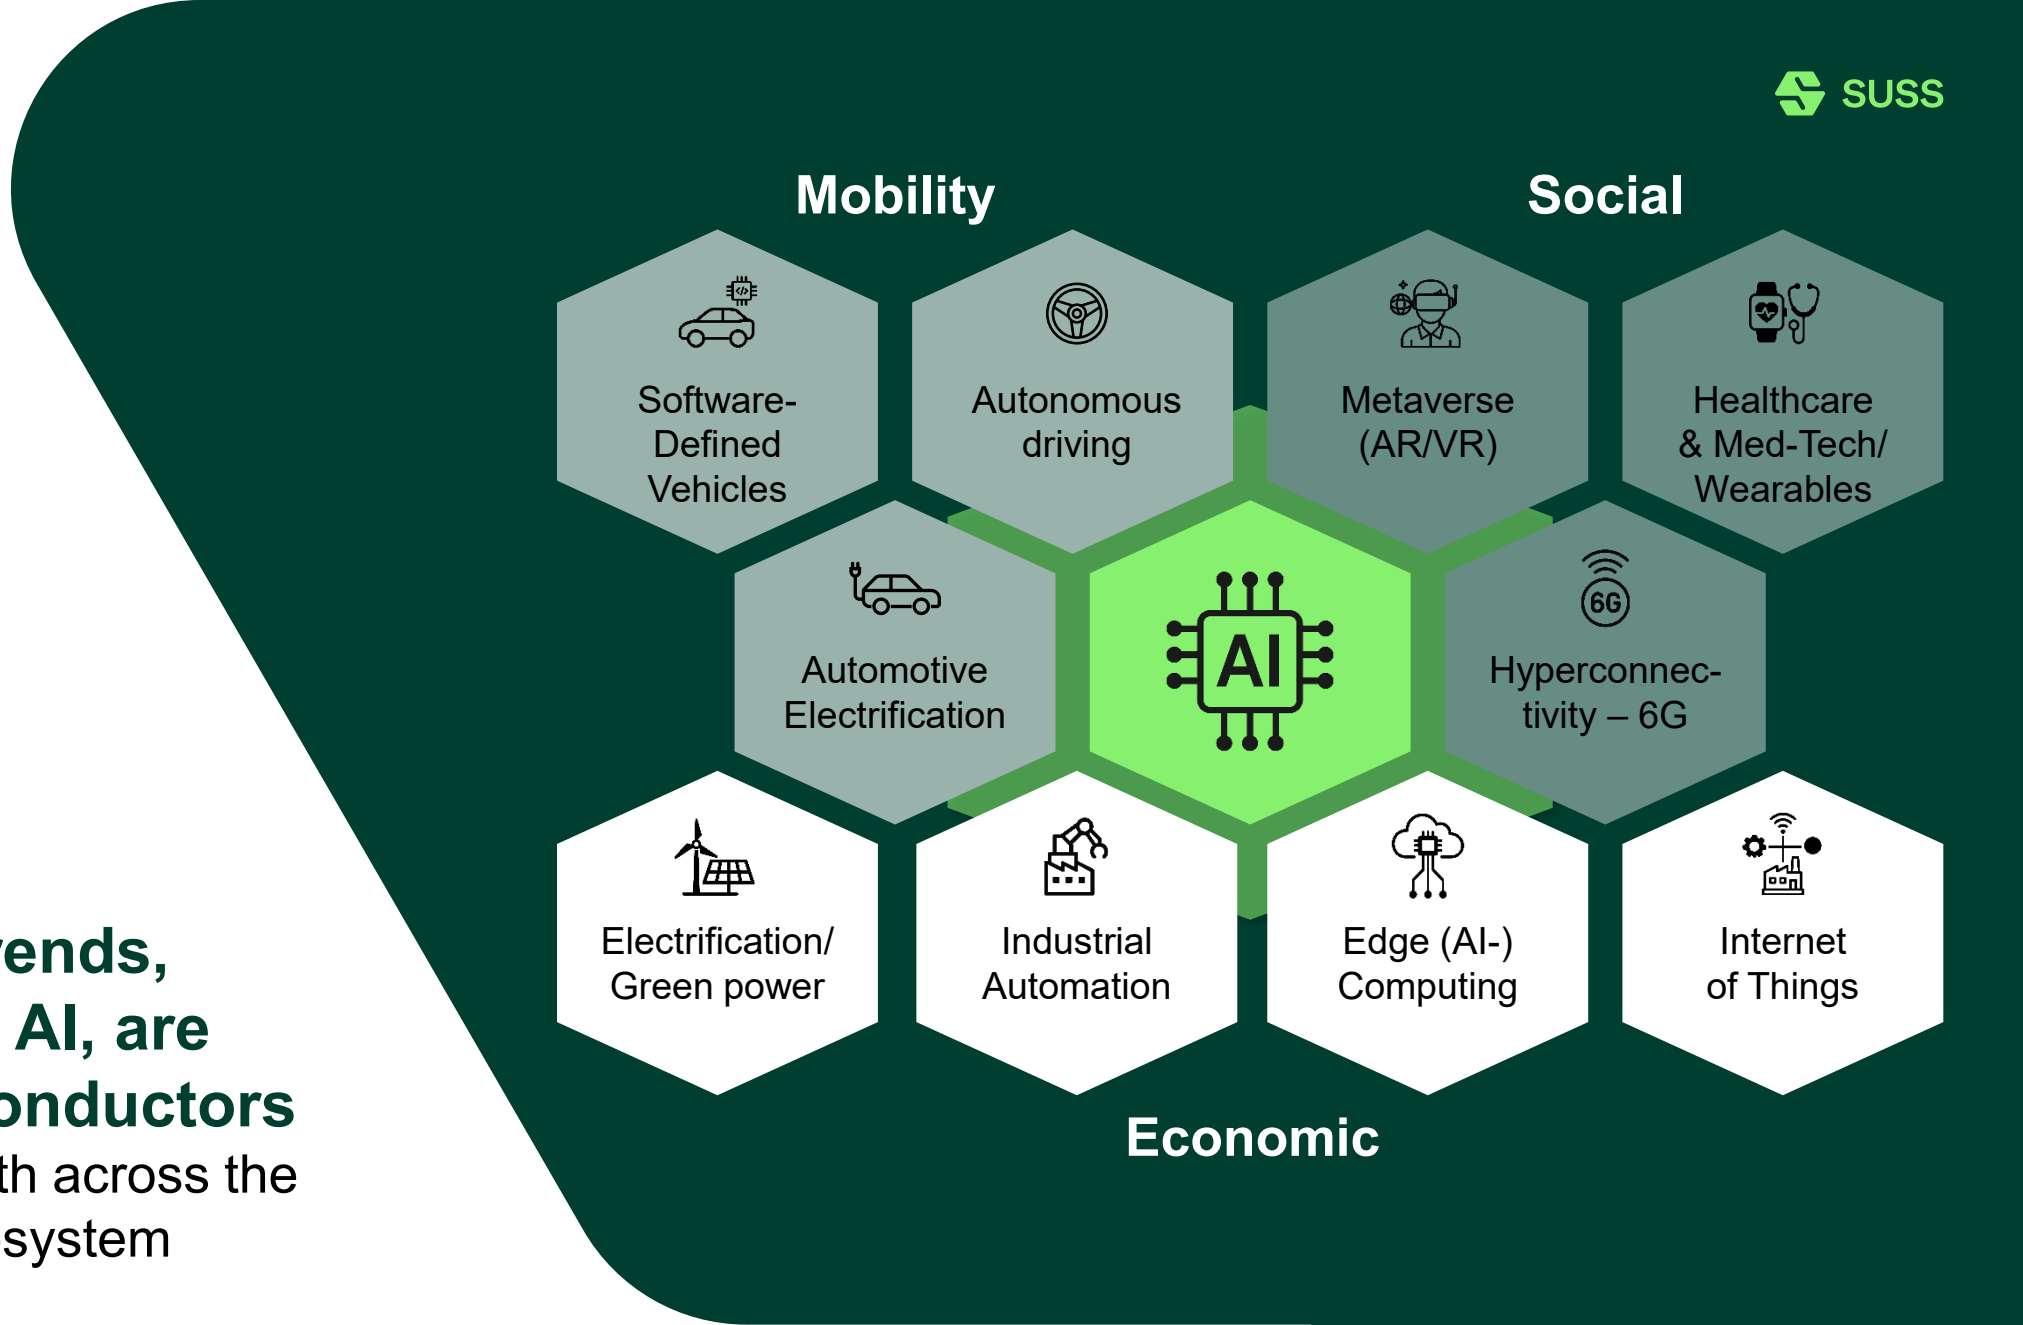 SUSS
Mobility
Social
Software-
Defined
Vehicles
Autonomous
driving
Metaverse
(AR/VR)
Healthcare
& Med-Tech/
Wearables
Automotive
Electrification
AI
6G
Hyperconnec-
tivity – 6G
Electrification/
Green power
Industrial
Automation
Edge (AI-)
Computing
Internet
of Things
Economic
rends,
AI, are
onductors
th across the
system